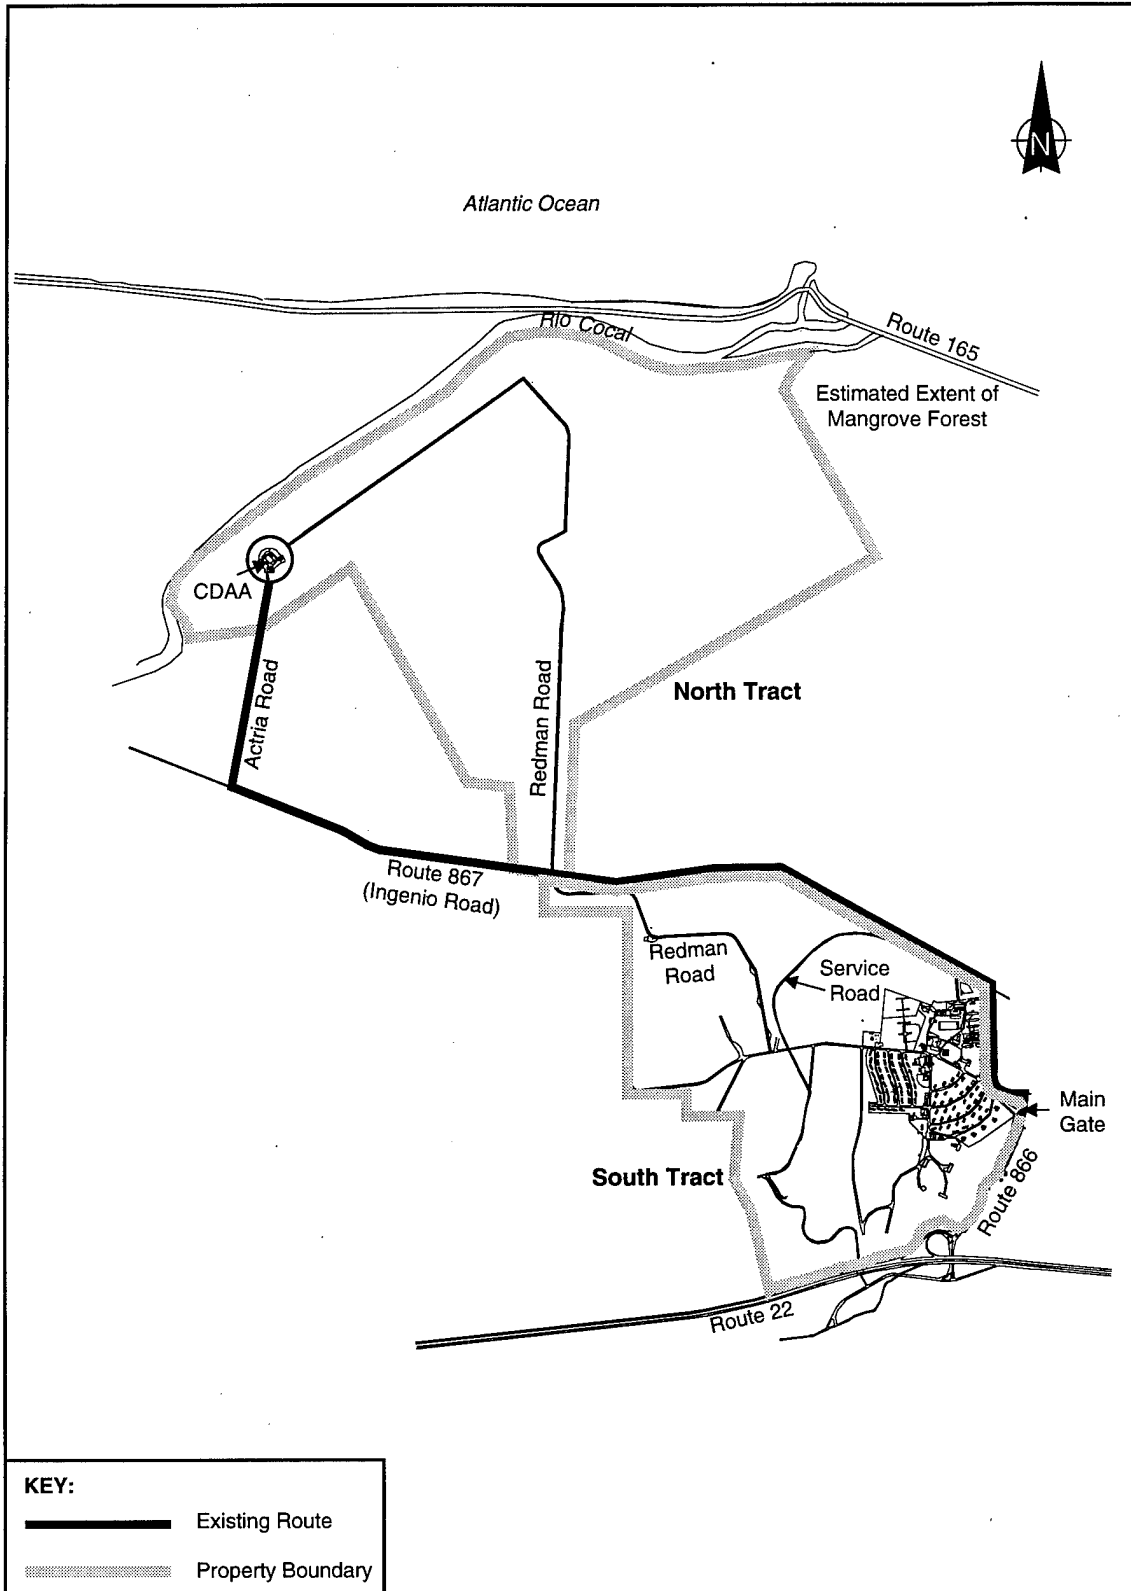 N
Atlantic Ocean
Rio Cocal
Route 165
Estimated Extent of
Mangrove Forest
CDAA
North Tract
Actria Road
Redman Road
Route 867
(Ingenio Road)
Redman
Road
Service
Road
Main
Gate
South Tract
Route 866
Route 22
KEY:
Existing Route
Property Boundary